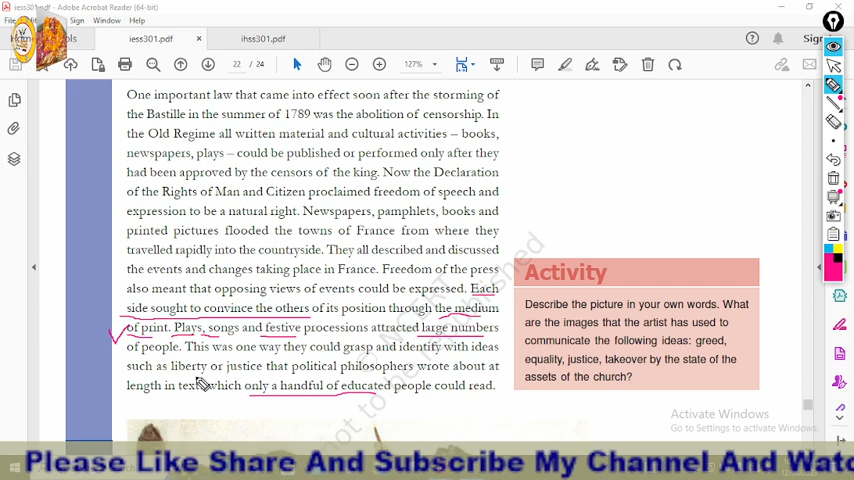 iess301.pdf - Adobe Acrobat Reader (64-bit)
Sign Window Help
Tools iess301.pdf × ihss301.pdf Sign
22 / 24 127%
One important law that came into effect soon after the storming of
the Bastille in the summer of 1789 was the abolition of censorship. In
the Old Regime all written material and cultural activities – books,
newspapers, plays – could be published or performed only after they
had been approved by the censors of the king. Now the Declaration
of the Rights of Man and Citizen proclaimed freedom of speech and
expression to be a natural right. Newspapers, pamphlets, books and
printed pictures flooded the towns of France from where they
travelled rapidly into the countryside. They all described and discussed
the events and changes taking place in France. Freedom of the press
also meant that opposing views of events could be expressed. Each
side sought to convince the others of its position through the medium
of print. Plays, songs and festive processions attracted large numbers
of people. This was one way they could grasp and identify with ideas
such as liberty or justice that political philosophers wrote about at
length in texts which only a handful of educated people could read.
© NCERT
not to be republished
Activity
Describe the picture in your own words. What
are the images that the artist has used to
communicate the following ideas: greed,
equality, justice, takeover by the state of the
assets of the church?
Activate Windows
Go to Settings to activate Windows.
Please Like Share And Subscribe My Channel And Watc